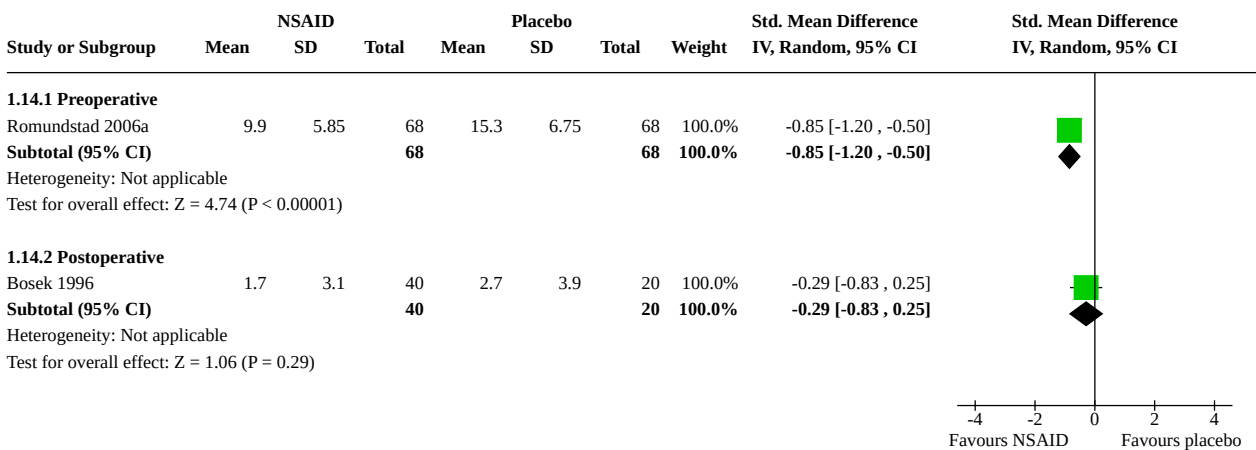 NSAID Placebo Std. Mean Difference Std. Mean Difference
Study or Subgroup Mean SD Total Mean SD Total Weight IV, Random, 95% CI IV, Random, 95% CI
1.14.1 Preoperative
Romundstad 2006a 9.9 5.85 68 15.3 6.75 68 100.0% -0.85 [-1.20 , -0.50]
Subtotal (95% CI) 68 68 100.0% -0.85 [-1.20 , -0.50]
Heterogeneity: Not applicable
Test for overall effect: Z = 4.74 (P < 0.00001)
1.14.2 Postoperative
Bosek 1996 1.7 3.1 40 2.7 3.9 20 100.0% -0.29 [-0.83 , 0.25]
Subtotal (95% CI) 40 20 100.0% -0.29 [-0.83 , 0.25]
Heterogeneity: Not applicable
Test for overall effect: Z = 1.06 (P = 0.29)
-4 -2 0 2 4
Favours NSAID Favours placebo